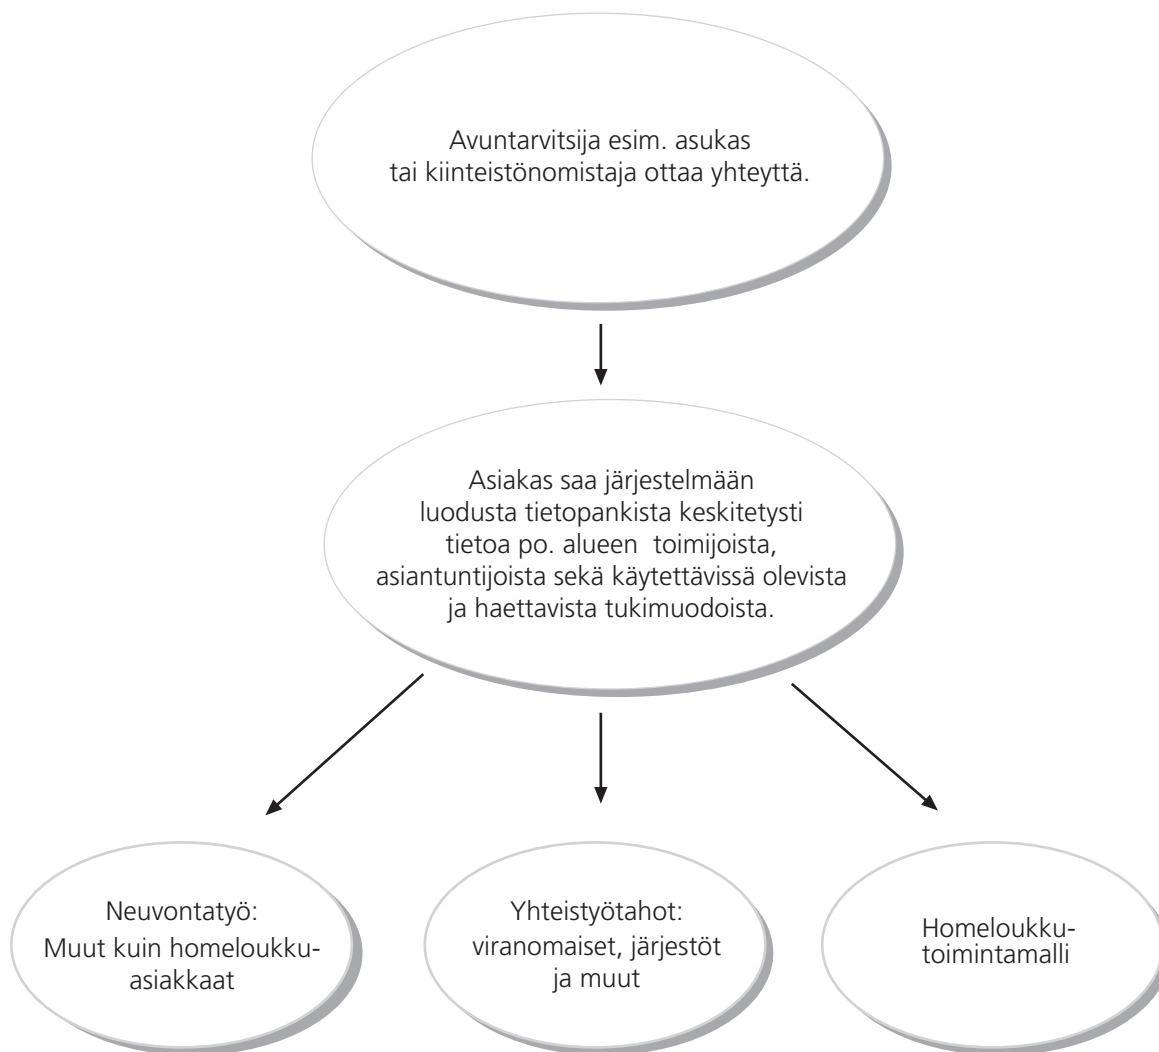 Avuntarvitsija esim. asukas
tai kiinteistönomistaja ottaa yhteyttä.
Asiakas saa järjestelmään
luodusta tietopankista keskitetysti
tietoa po. alueen toimijoista,
asiantuntijoista sekä käytettävissä olevista
ja haettavista tukimuodoista.
Neuvontatyö:
Muut kuin homeloukku-
asiakkaat
Yhteistyötahot:
viranomaiset, järjestöt
ja muut
Homeloukku-
toimintamalli